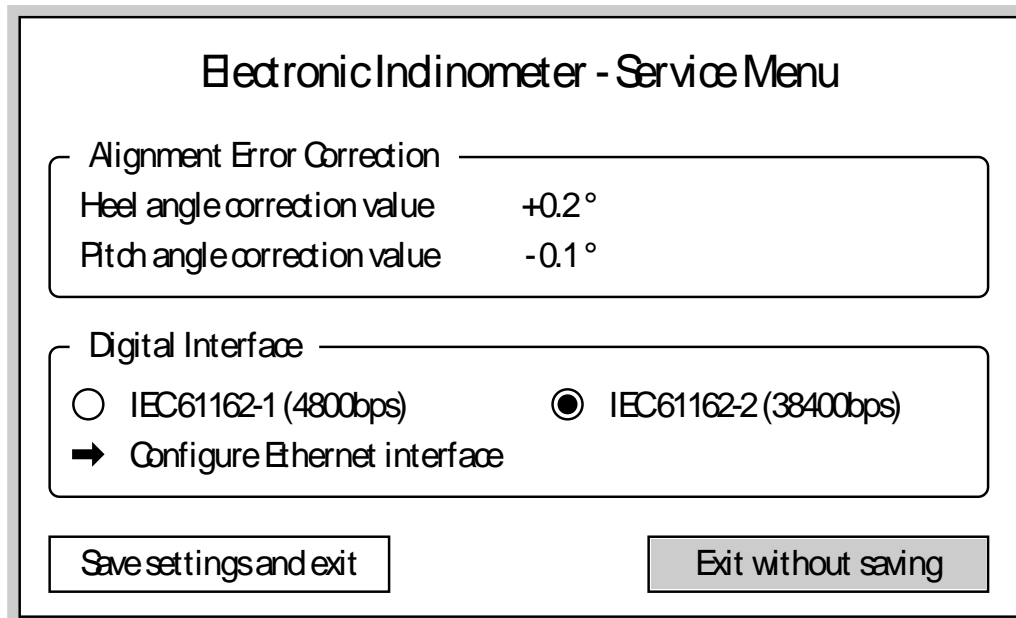 Electronic Inclinometer - Service Menu
Alignment Error Correction
Heel angle correction value +0.2°
Pitch angle correction value -0.1°
Digital Interface
IEC61162-1 (4800bps) IEC61162-2 (38400bps)
Configure Ethernet interface
Save settings and exit Exit without saving